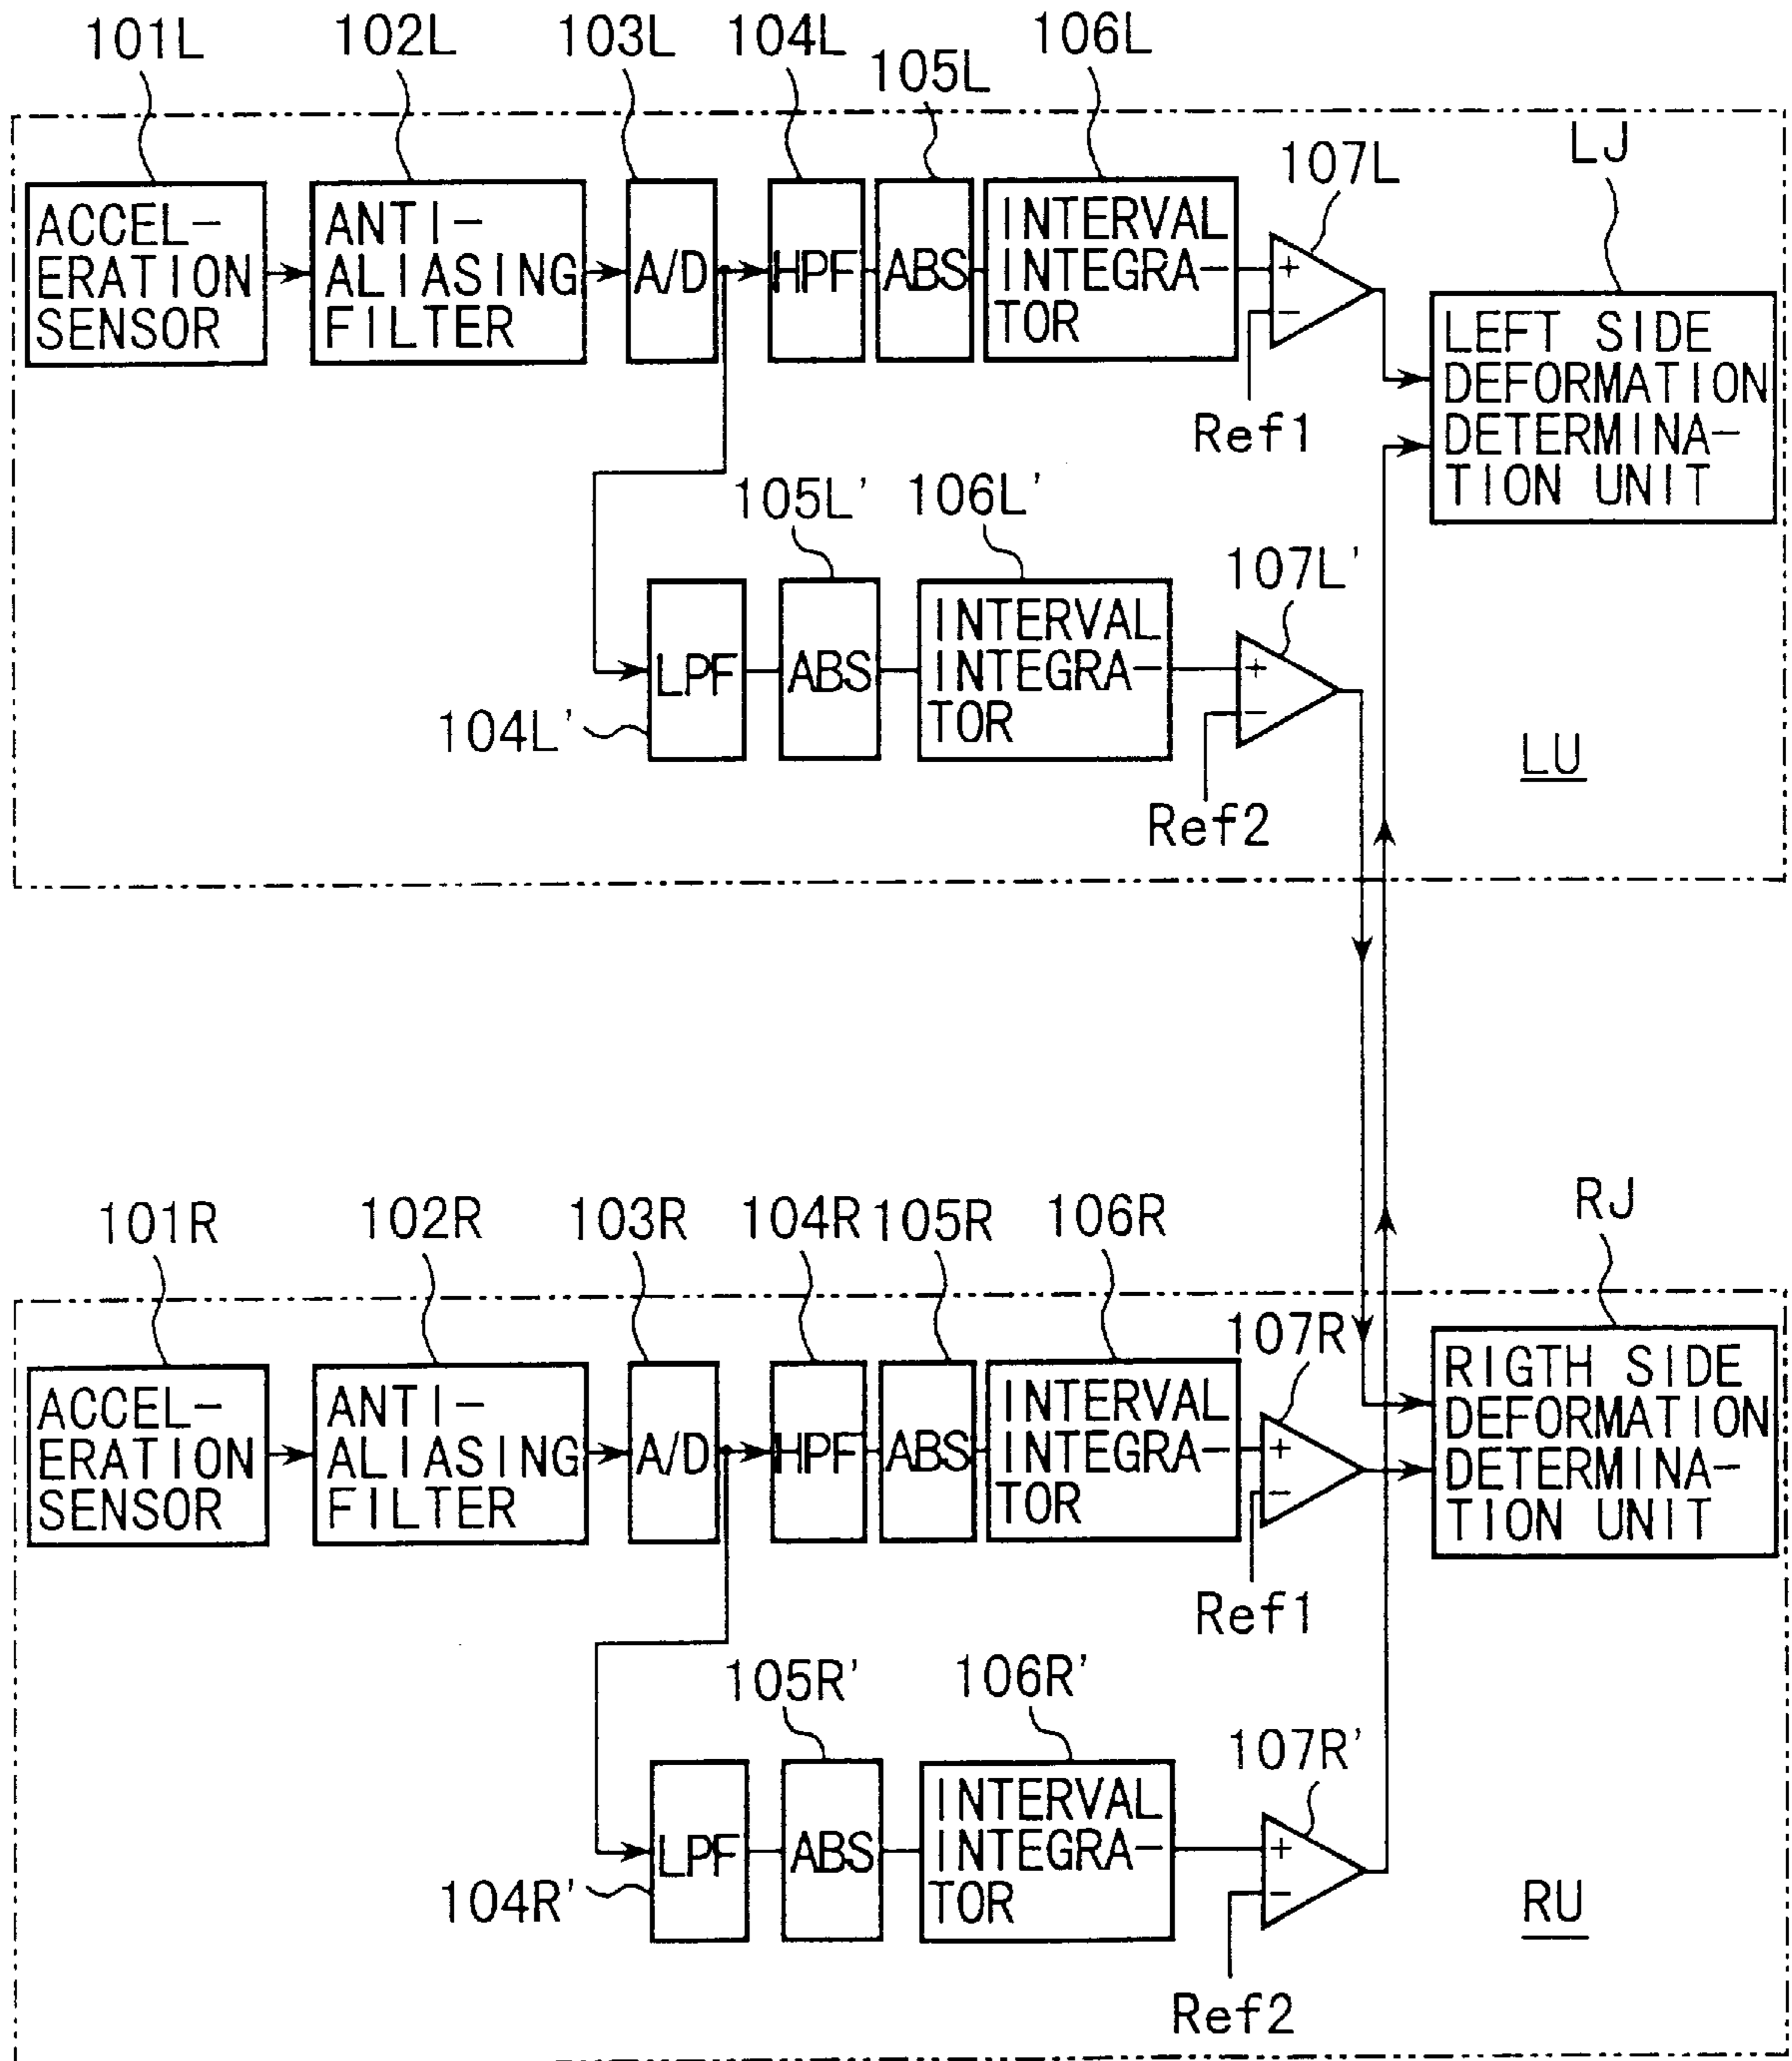 101L
102L
103L
104L
105L
106L
107L
LJ
ACCEL-
ERATION
SENSOR
ANTI-
ALIASING
FILTER
A/D
HPF
ABS
INTERVAL
INTEGRA-
TOR
+
−
Ref1
LEFT SIDE
DEFORMATION
DETERMINA-
TION UNIT
105L'
106L'
107L'
104L'
LPF
ABS
INTERVAL
INTEGRA-
TOR
+
−
Ref2
LU
101R
102R
103R
104R
105R
106R
107R
RJ
ACCEL-
ERATION
SENSOR
ANTI-
ALIASING
FILTER
A/D
HPF
ABS
INTERVAL
INTEGRA-
TOR
+
−
Ref1
RIGTH SIDE
DEFORMATION
DETERMINA-
TION UNIT
105R'
106R'
107R'
104R'
LPF
ABS
INTERVAL
INTEGRA-
TOR
+
−
Ref2
RU